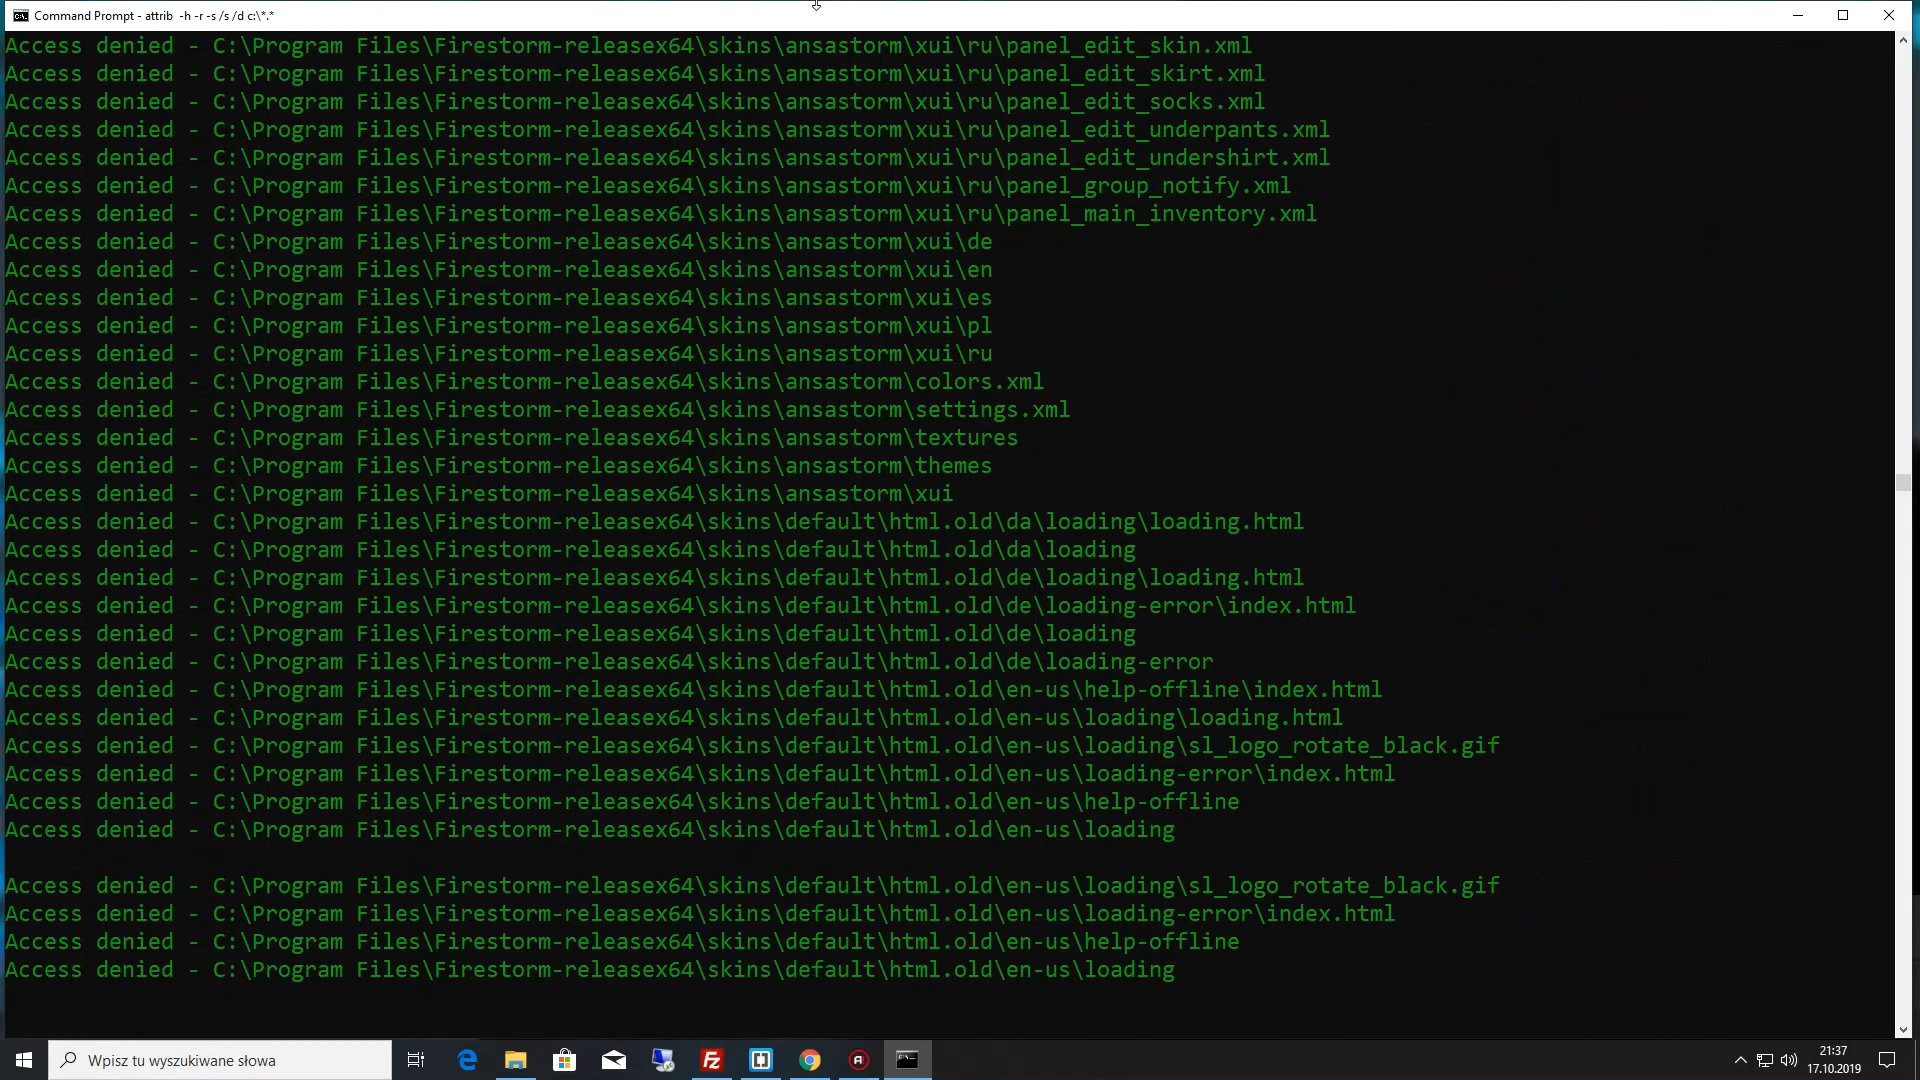 Command Prompt - attrib -h -r -s /s /d c:\*.*
Access denied - C:\Program Files\Firestorm-releasex64\skins\ansastorm\xui\ru\panel_edit_skin.xml
Access denied - C:\Program Files\Firestorm-releasex64\skins\ansastorm\xui\ru\panel_edit_skirt.xml
Access denied - C:\Program Files\Firestorm-releasex64\skins\ansastorm\xui\ru\panel_edit_socks.xml
Access denied - C:\Program Files\Firestorm-releasex64\skins\ansastorm\xui\ru\panel_edit_underpants.xml
Access denied - C:\Program Files\Firestorm-releasex64\skins\ansastorm\xui\ru\panel_edit_undershirt.xml
Access denied - C:\Program Files\Firestorm-releasex64\skins\ansastorm\xui\ru\panel_group_notify.xml
Access denied - C:\Program Files\Firestorm-releasex64\skins\ansastorm\xui\ru\panel_main_inventory.xml
Access denied - C:\Program Files\Firestorm-releasex64\skins\ansastorm\xui\de
Access denied - C:\Program Files\Firestorm-releasex64\skins\ansastorm\xui\en
Access denied - C:\Program Files\Firestorm-releasex64\skins\ansastorm\xui\es
Access denied - C:\Program Files\Firestorm-releasex64\skins\ansastorm\xui\pl
Access denied - C:\Program Files\Firestorm-releasex64\skins\ansastorm\xui\ru
Access denied - C:\Program Files\Firestorm-releasex64\skins\ansastorm\colors.xml
Access denied - C:\Program Files\Firestorm-releasex64\skins\ansastorm\settings.xml
Access denied - C:\Program Files\Firestorm-releasex64\skins\ansastorm\textures
Access denied - C:\Program Files\Firestorm-releasex64\skins\ansastorm\themes
Access denied - C:\Program Files\Firestorm-releasex64\skins\ansastorm\xui
Access denied - C:\Program Files\Firestorm-releasex64\skins\default\html.old\da\loading\loading.html
Access denied - C:\Program Files\Firestorm-releasex64\skins\default\html.old\da\loading
Access denied - C:\Program Files\Firestorm-releasex64\skins\default\html.old\de\loading\loading.html
Access denied - C:\Program Files\Firestorm-releasex64\skins\default\html.old\de\loading-error\index.html
Access denied - C:\Program Files\Firestorm-releasex64\skins\default\html.old\de\loading
Access denied - C:\Program Files\Firestorm-releasex64\skins\default\html.old\de\loading-error
Access denied - C:\Program Files\Firestorm-releasex64\skins\default\html.old\en-us\help-offline\index.html
Access denied - C:\Program Files\Firestorm-releasex64\skins\default\html.old\en-us\loading\loading.html
Access denied - C:\Program Files\Firestorm-releasex64\skins\default\html.old\en-us\loading\sl_logo_rotate_black.gif
Access denied - C:\Program Files\Firestorm-releasex64\skins\default\html.old\en-us\loading-error\index.html
Access denied - C:\Program Files\Firestorm-releasex64\skins\default\html.old\en-us\help-offline
Access denied - C:\Program Files\Firestorm-releasex64\skins\default\html.old\en-us\loading
Access denied - C:\Program Files\Firestorm-releasex64\skins\default\html.old\en-us\loading\sl_logo_rotate_black.gif
Access denied - C:\Program Files\Firestorm-releasex64\skins\default\html.old\en-us\loading-error\index.html
Access denied - C:\Program Files\Firestorm-releasex64\skins\default\html.old\en-us\help-offline
Access denied - C:\Program Files\Firestorm-releasex64\skins\default\html.old\en-us\loading
Wpisz tu wyszukiwane słowa
21:37
17.10.2019